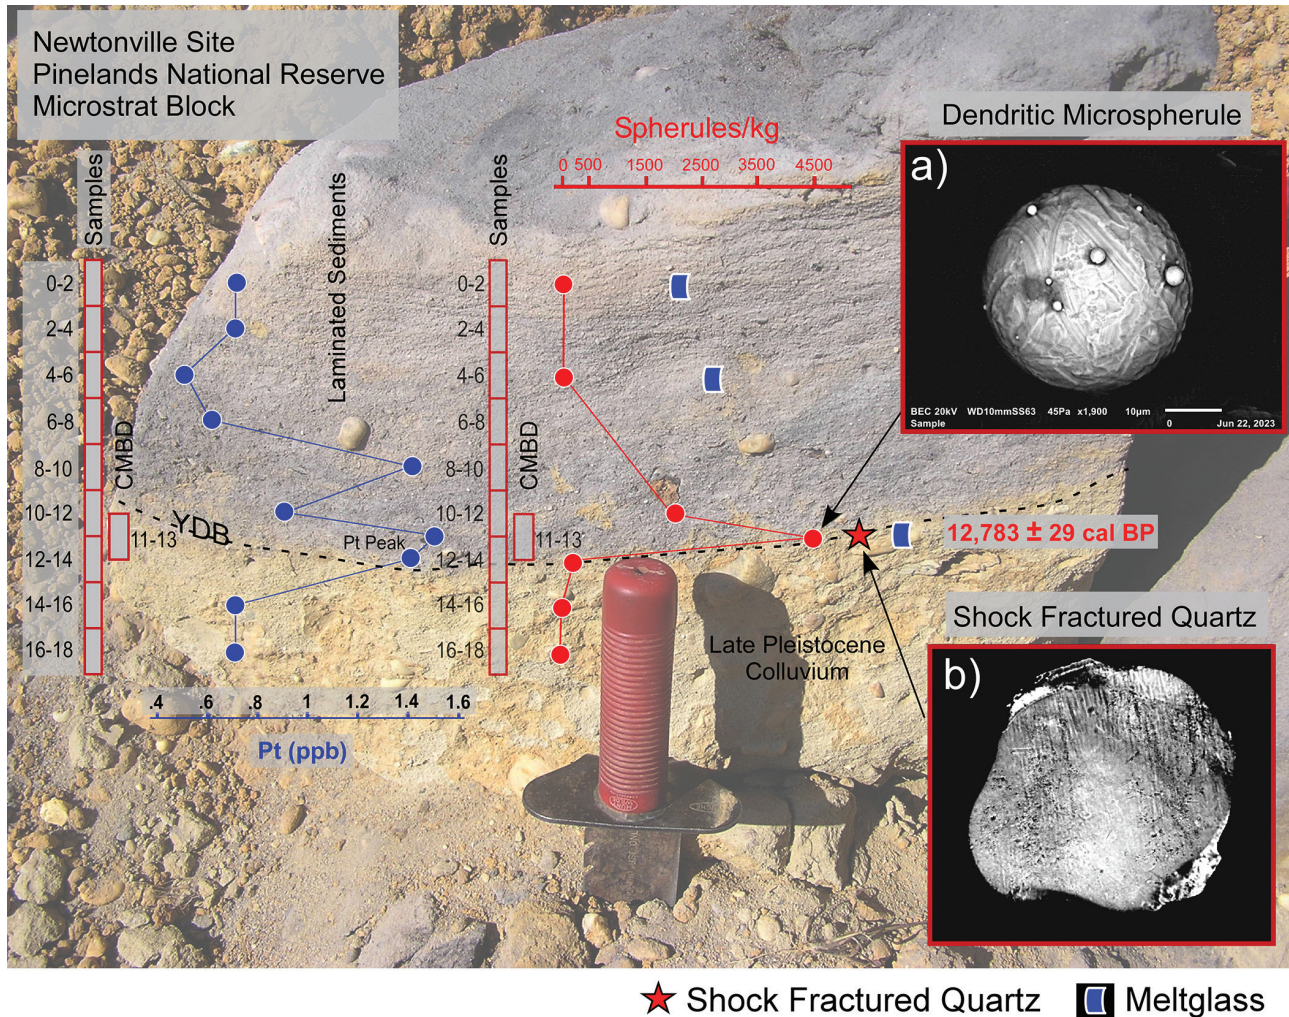 Newtonville Site
Pinelands National Reserve
Microstrat Block
Samples
0-2
2-4
4-6
6-8
8-10
10-12
12-14
14-16
16-18
CMBD
11-13
YDB
Pt Peak
.4 .6 .8 1.2 1.4 1.6
Pt (ppb)
Laminated Sediments
Samples
0-2
2-4
4-6
6-8
8-10
10-12
12-14
14-16
16-18
CMBD
11-13
Spherules/kg
0 500 1500 2500 3500 4500
Dendritic Microspherule
a)
BEC 20kV WD10mmSS63 45Pa x1,900 10µm
Sample 0 Jun 22, 2023
12,783 ± 29 cal BP
Late Pleistocene
Colluvium
Shock Fractured Quartz
b)
Shock Fractured Quartz Meltglass